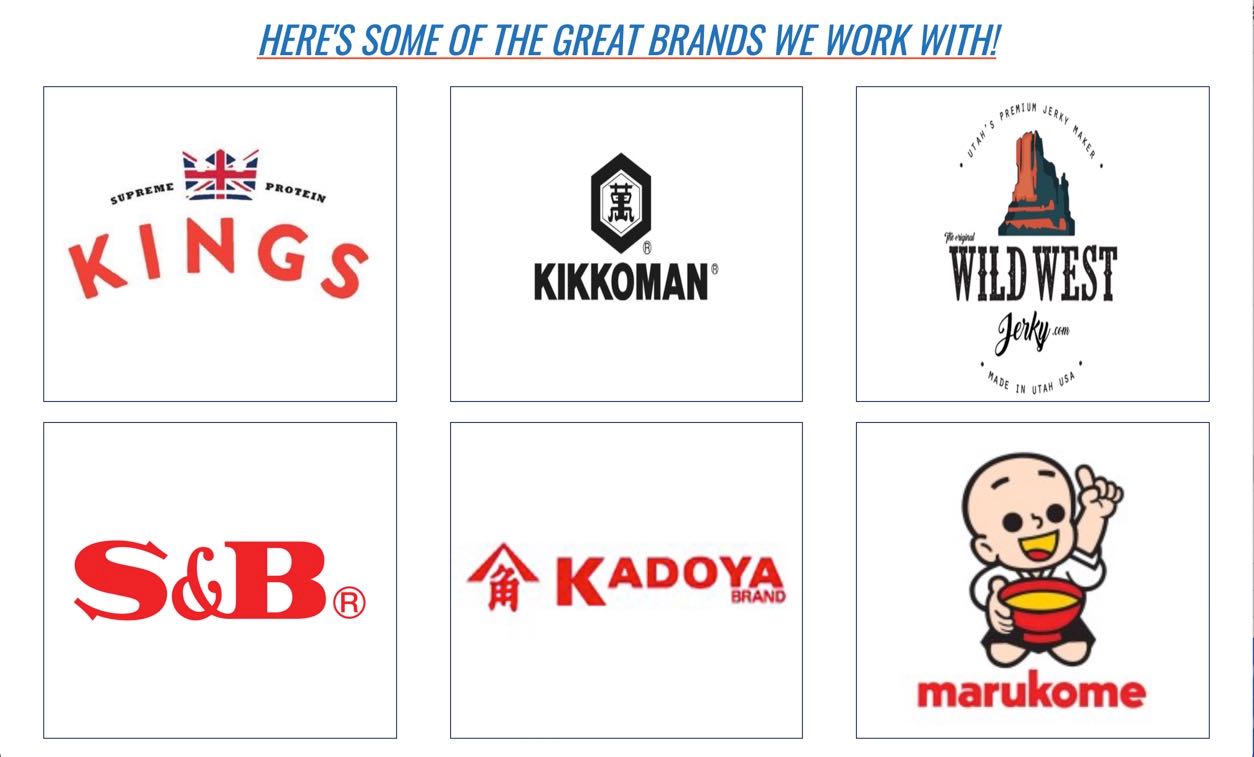 HERE'S SOME OF THE GREAT BRANDS WE WORK WITH!
SUPREME PROTEIN
KINGS
萬
®
KIKKOMAN®
• UTAH'S PREMIUM JERKY MAKER •
The original
WILD WEST
Jerky.com
• MADE IN UTAH USA •
S&B®
角 KADOYA
BRAND
marukome